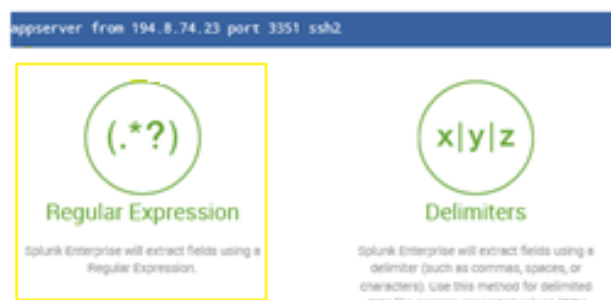 appserver from 194.8.74.23 port 3351 ssh2
(.*?)
Regular Expression
Splunk Enterprise will extract fields using a
Regular Expression.
x|y|z
Delimiters
Splunk Enterprise will extract fields using a
delimiter (such as commas, spaces, or
characters). Use this method for delimited